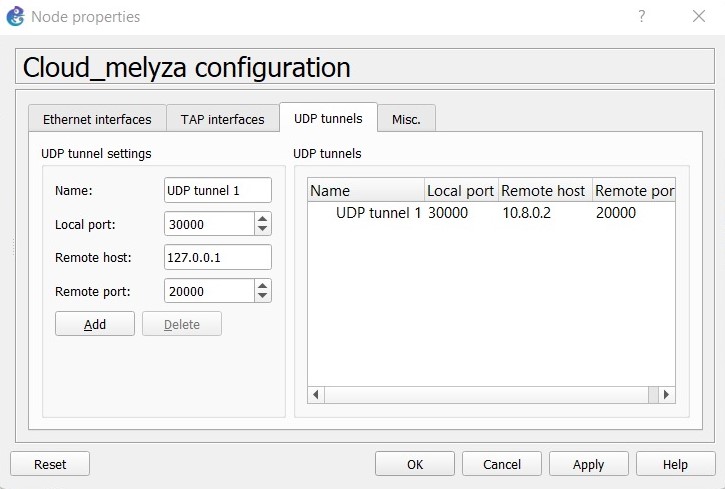 Node properties
?
Cloud_melyza configuration
Ethernet interfaces TAP interfaces UDP tunnels Misc.
UDP tunnel settings
Name: UDP tunnel 1
Local port: 30000
Remote host: 127.0.0.1
Remote port: 20000
Add Delete
UDP tunnels
Name Local port Remote host Remote por
UDP tunnel 1 30000 10.8.0.2 20000
Reset OK Cancel Apply Help